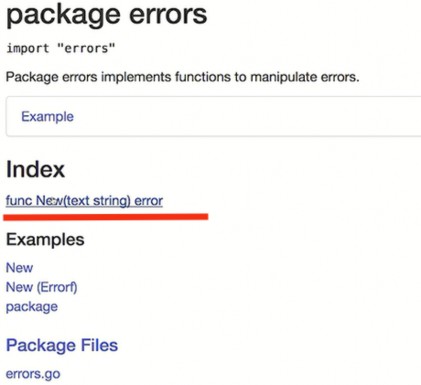 package errors
import "errors"
Package errors implements functions to manipulate errors.
Example
Index
func New(text string) error
Examples
New
New (Errorf)
package
Package Files
errors.go